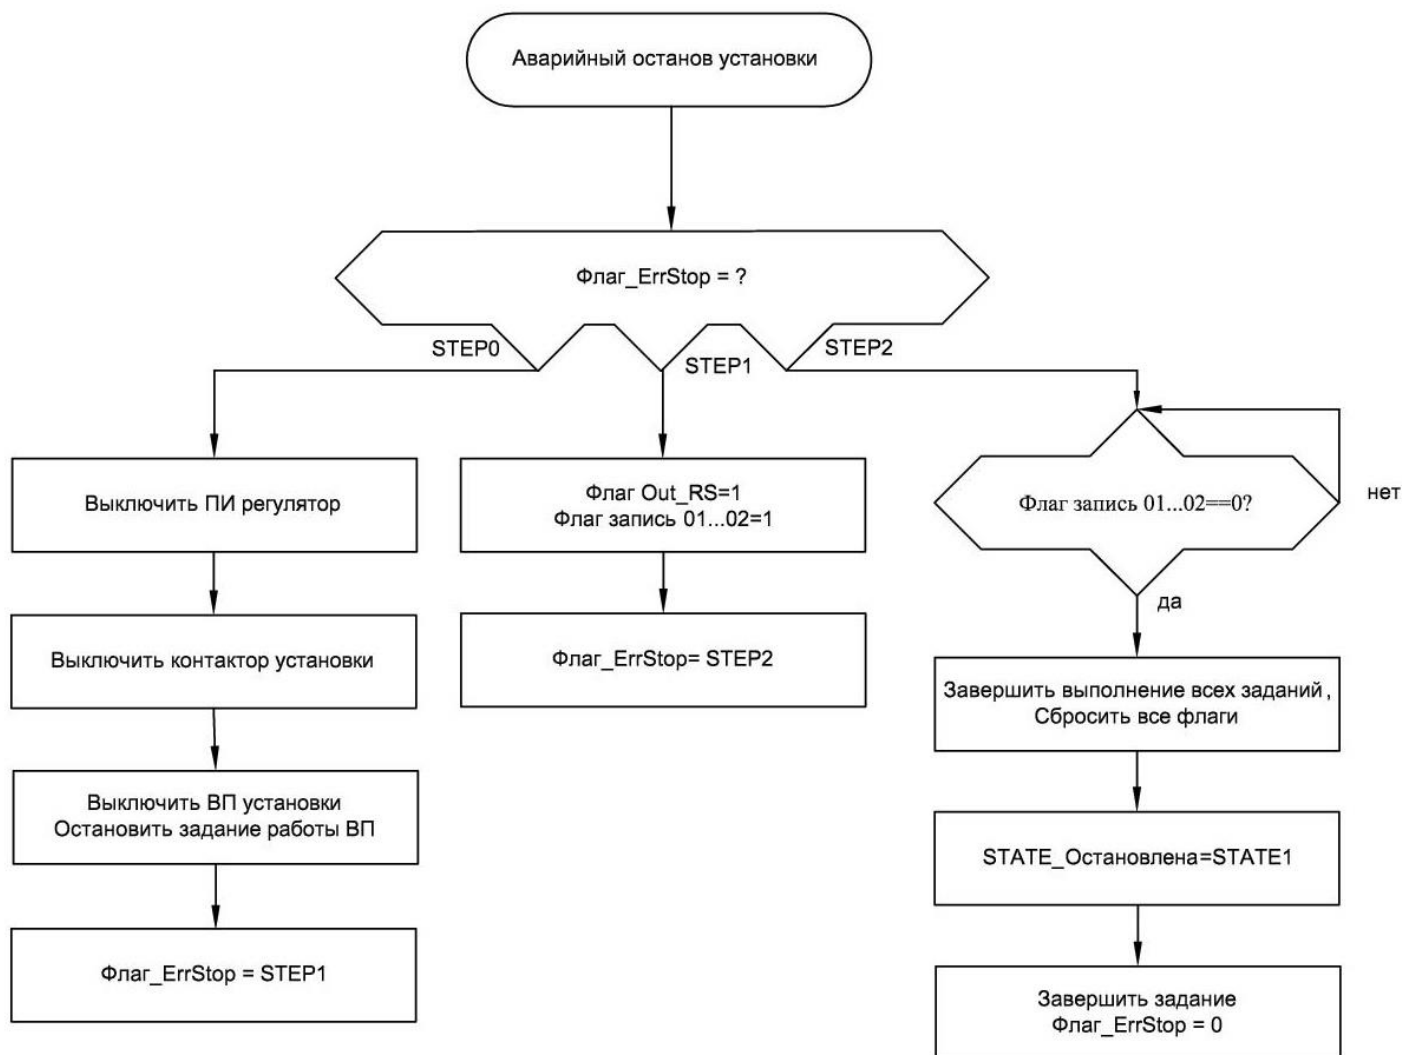 Аварийный останов установки
Флаг_ErrStop = ?
STEP0
STEP1
STEP2
Выключить ПИ регулятор
Выключить контактор установки
Выключить ВП установки
Остановить задание работы ВП
Флаг_ErrStop = STEP1
Флаг Out_RS=1
Флаг запись 01...02=1
Флаг_ErrStop= STEP2
Флаг запись 01...02==0?
нет
да
Завершить выполнение всех заданий,
Сбросить все флаги
STATE_Остановлена=STATE1
Завершить задание
Флаг_ErrStop = 0